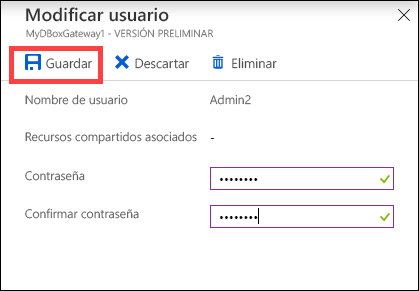 Modificar usuario
MyDBoxGateway1 - VERSIÓN PRELIMINAR
Guardar Descartar Eliminar
Nombre de usuario Admin2
Recursos compartidos asociados -
Contraseña ••••••••
Confirmar contraseña ••••••••